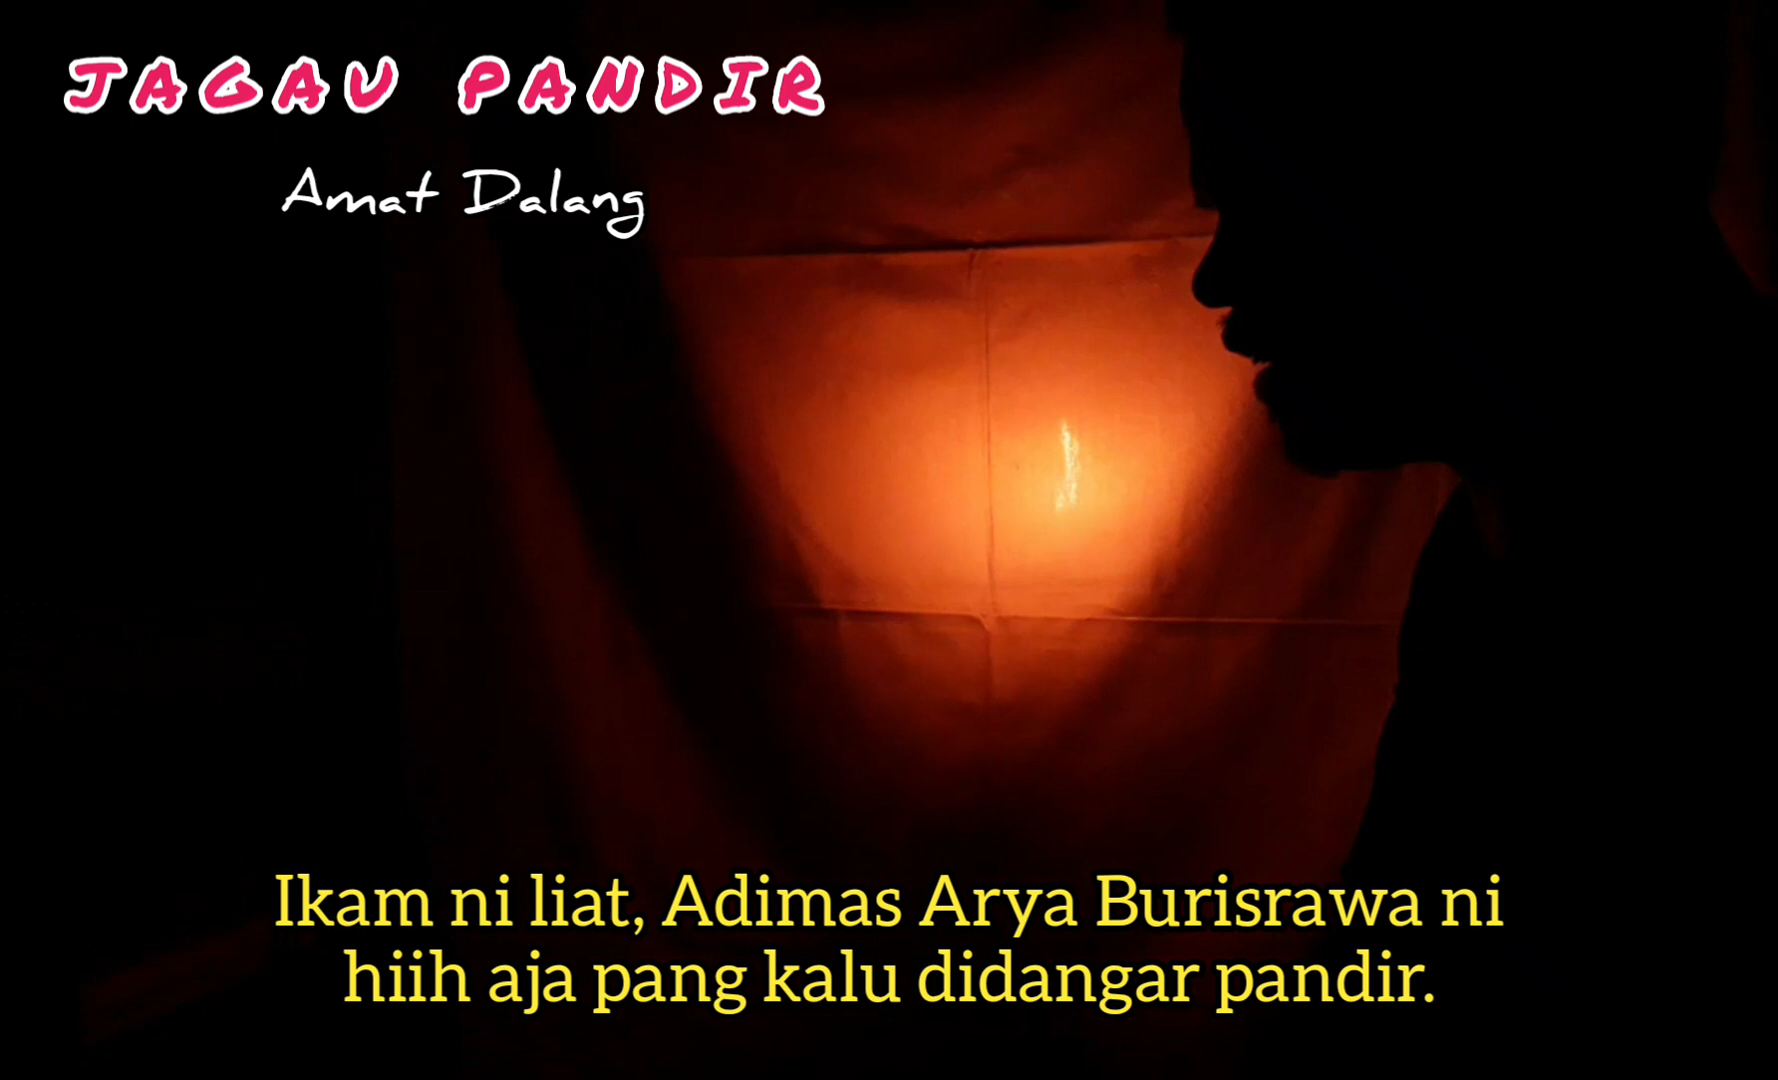 JAGAU PANDIR
Amat Dalang
Ikam ni liat, Adimas Arya Burisrawa ni
hiih aja pang kalu didangar pandir.